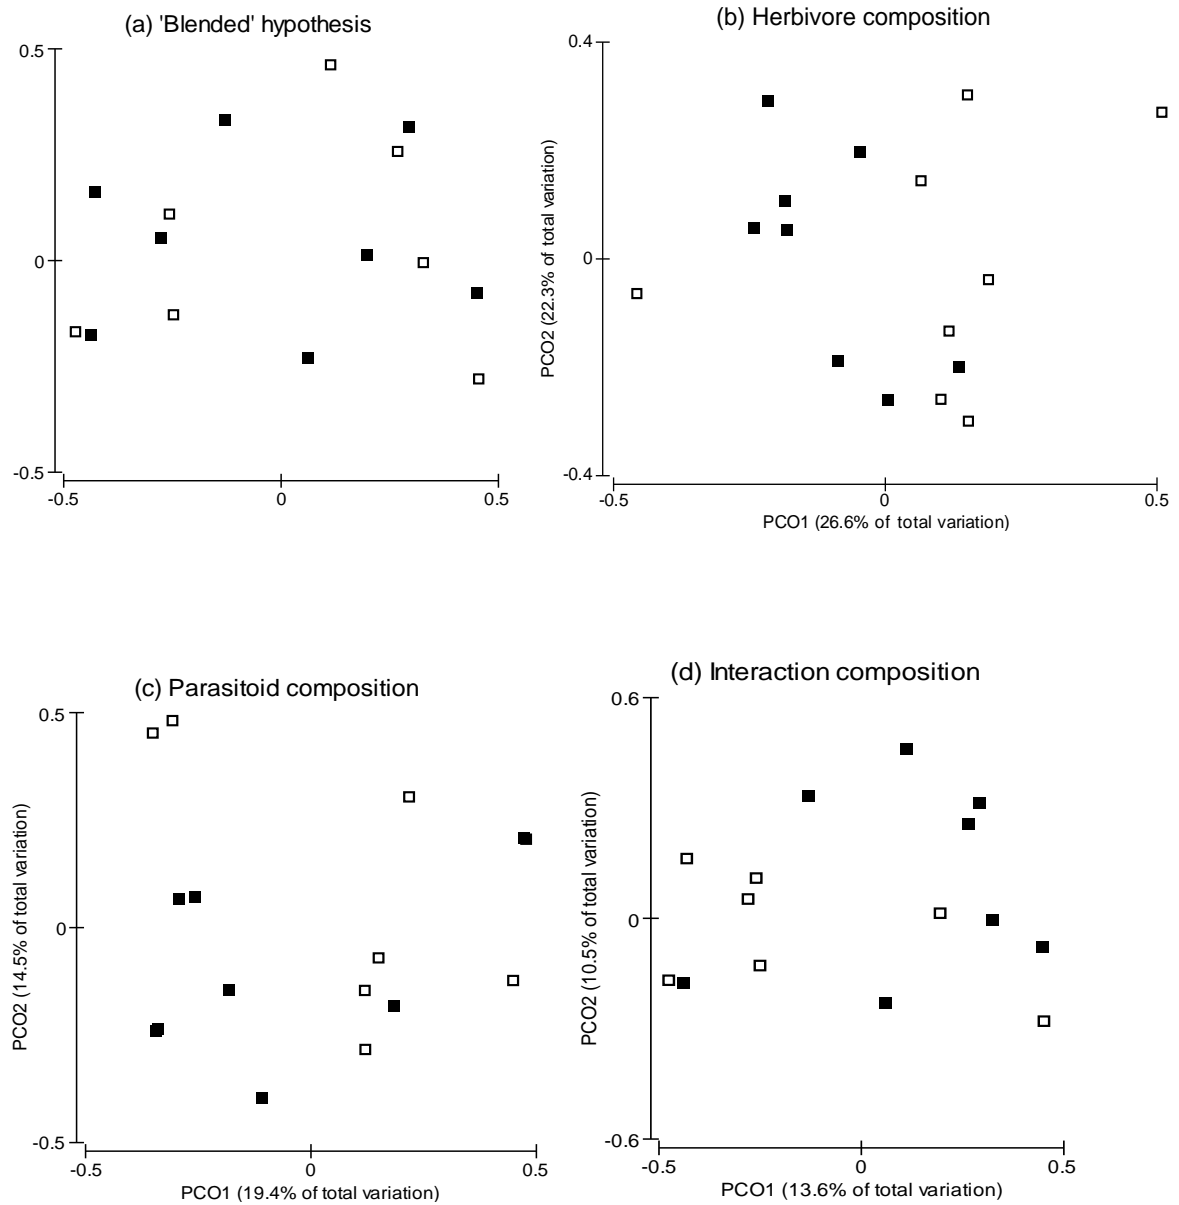 (a) 'Blended' hypothesis
0.5
0
-0.5
-0.5 0 0.5
(b) Herbivore composition
0.4
0
-0.4
PCO2 (22.3% of total variation)
-0.5 0 0.5
PCO1 (26.6% of total variation)
(c) Parasitoid composition
0.5
0
-0.5
PCO2 (14.5% of total variation)
-0.5 0 0.5
PCO1 (19.4% of total variation)
(d) Interaction composition
0.6
0
-0.6
PCO2 (10.5% of total variation)
-0.5 0 0.5
PCO1 (13.6% of total variation)